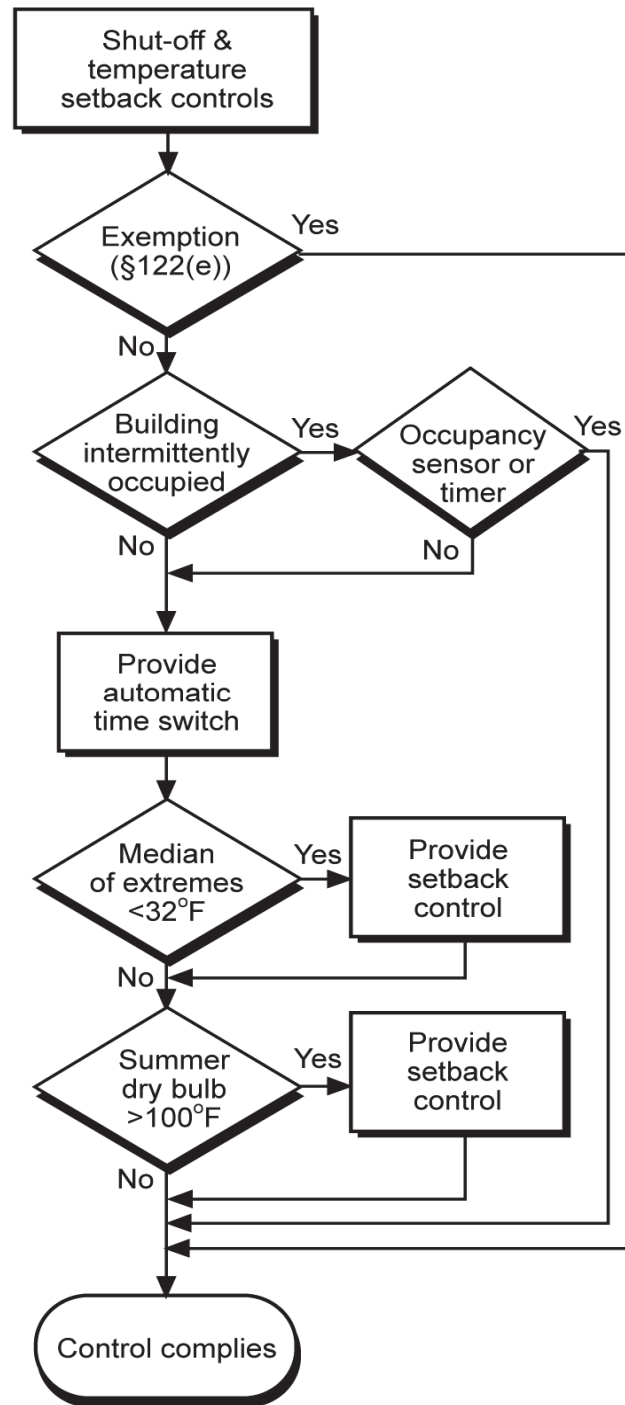 Shut-off &
temperature
setback controls
Exemption
(§122(e))
Yes
No
Building
intermittently
occupied
Yes
No
Occupancy
sensor or
timer
Yes
No
Provide
automatic
time switch
Median
of extremes
<32°F
Yes
No
Provide
setback
control
Summer
dry bulb
>100°F
Yes
No
Provide
setback
control
Control complies